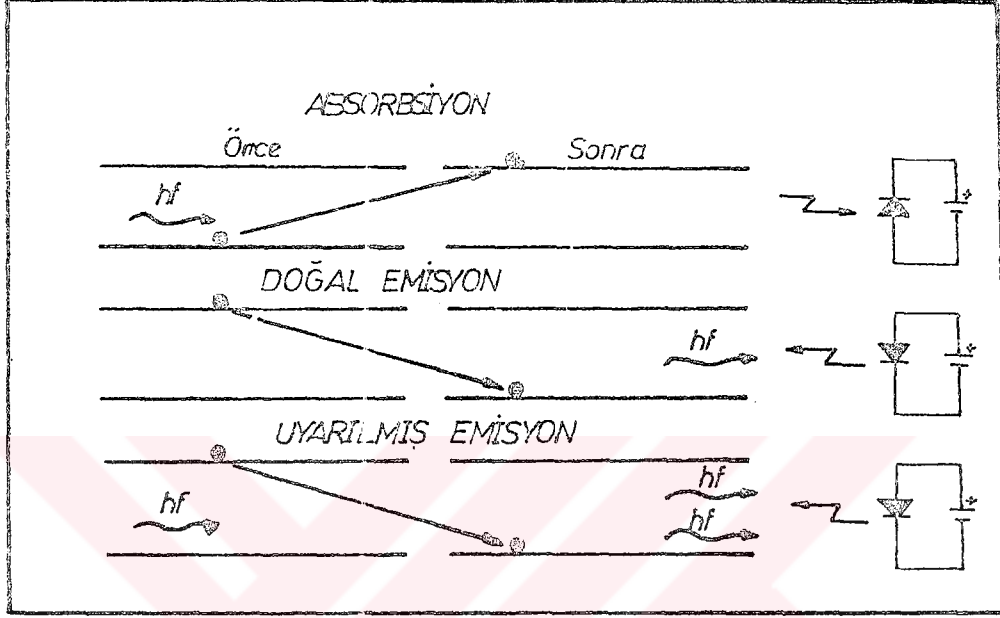 ABSORBSİYON
Önce Sonra
hf
DOĞAL EMİSYON
hf
UYARILMIŞ EMİSYON
hf
hf
hf